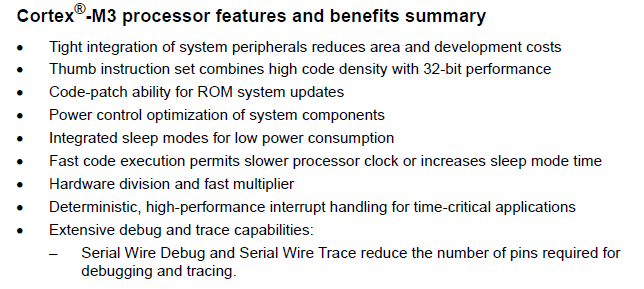 Cortex®-M3 processor features and benefits summary
• Tight integration of system peripherals reduces area and development costs
• Thumb instruction set combines high code density with 32-bit performance
• Code-patch ability for ROM system updates
• Power control optimization of system components
• Integrated sleep modes for low power consumption
• Fast code execution permits slower processor clock or increases sleep mode time
• Hardware division and fast multiplier
• Deterministic, high-performance interrupt handling for time-critical applications
• Extensive debug and trace capabilities:
– Serial Wire Debug and Serial Wire Trace reduce the number of pins required for
debugging and tracing.